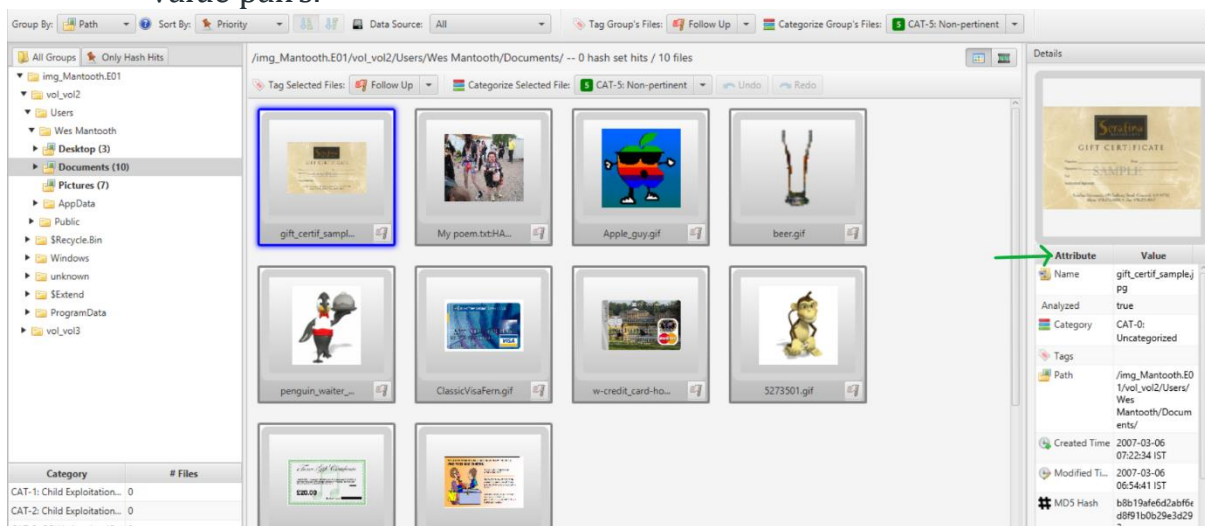 value pairs.
Group By: Path Sort By: Priority Data Source: All Tag Group's Files: Follow Up Categorize Group's Files: CAT-5: Non-pertinent
All Groups Only Hash Hits
/img_Mantooth.E01/vol_vol2/Users/Wes Mantooth/Documents/ -- 0 hash set hits / 10 files
Details
Tag Selected Files: Follow Up Categorize Selected File: CAT-5: Non-pertinent Undo Redo
img_Mantooth.E01
vol_vol2
Users
Wes Mantooth
Desktop (3)
Documents (10)
Pictures (7)
AppData
Public
$Recycle.Bin
Windows
unknown
$Extend
ProgramData
vol_vol3
Category # Files
CAT-1: Child Exploitation... 0
CAT-2: Child Exploitation... 0
gift_certif_sampl...
My poem.txt:HA...
Apple_guy.gif
beer.gif
penguin_waiter_...
ClassicVisaFern.gif
w-credit_card-ho...
5273501.gif
VISA
£20.00
Serafina
GIFT CERTIFICATE
SAMPLE
Attribute Value
Name gift_certif_sample.j
pg
Analyzed true
Category CAT-0:
Uncategorized
Tags
Path /img_Mantooth.E0
1/vol_vol2/Users/
Wes
Mantooth/Docum
ents/
Created Time 2007-03-06
07:22:34 IST
Modified Ti... 2007-03-06
06:54:41 IST
MD5 Hash b8b19afe6d2abf6e
d8f91b0b29e3d29